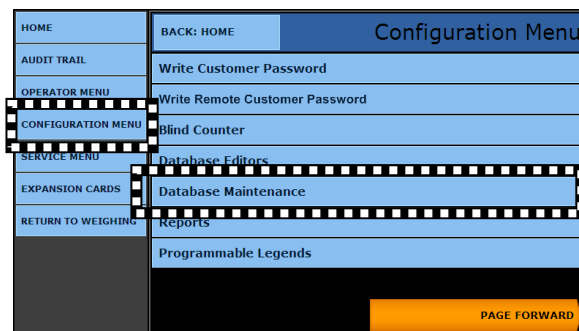 HOME
AUDIT TRAIL
OPERATOR MENU
CONFIGURATION MENU
SERVICE MENU
EXPANSION CARDS
RETURN TO WEIGHING
BACK: HOME
Configuration Menu
Write Customer Password
Write Remote Customer Password
Blind Counter
Database Editors
Database Maintenance
Reports
Programmable Legends
PAGE FORWARD